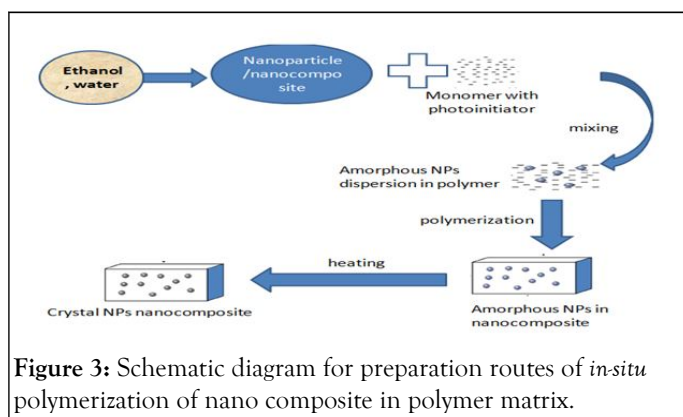 Ethanol
, water
Nanoparticle
/nanocompo
site
Monomer with
photoinitiator
mixing
Amorphous NPs
dispersion in polymer
polymerization
heating
Crystal NPs nanocomposite
Amorphous NPs in
nanocomposite
Figure 3: Schematic diagram for preparation routes of in-situ
polymerization of nano composite in polymer matrix.